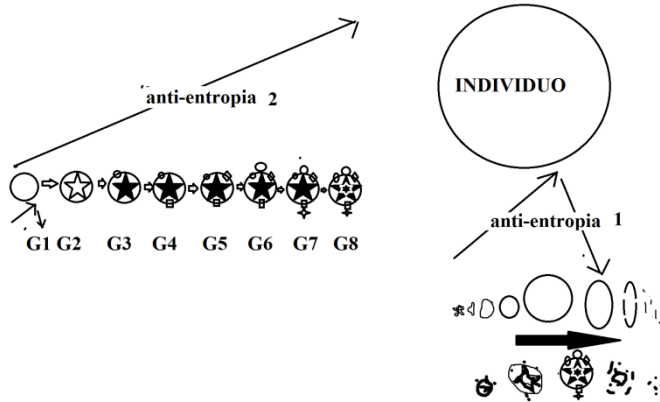 anti-entropia 2
G1 G2 G3 G4 G5 G6 G7 G8
INDIVIDUO
anti-entropia 1